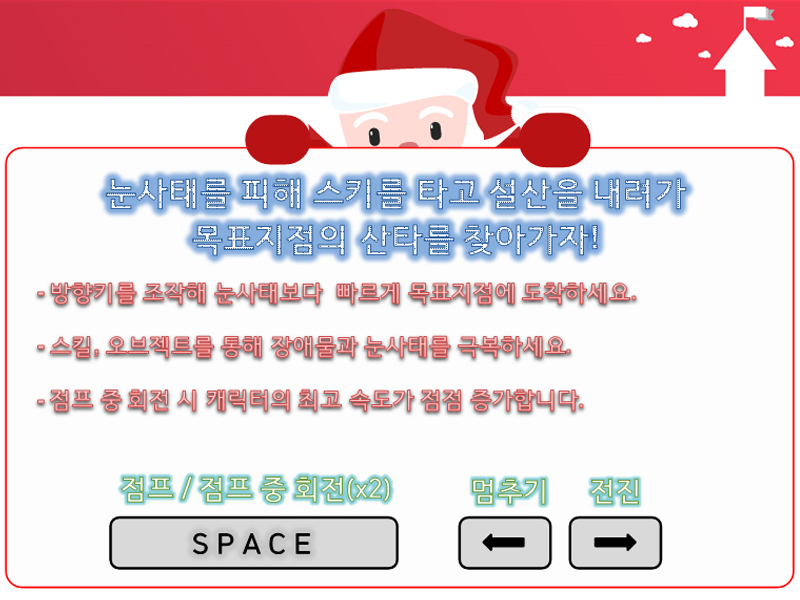 눈사태를 피해 스키를 타고 설산을 내려가
목표지점의 산타를 찾아가자!
- 방향키를 조작해 눈사태보다 빠르게 목표지점에 도착하세요.
- 스킬, 오브젝트를 통해 장애물과 눈사태를 극복하세요.
- 점프 중 회전 시 캐릭터의 최고 속도가 점점 증가합니다.
점프 / 점프 중 회전(x2) 멈추기 전진
SPACE ← →